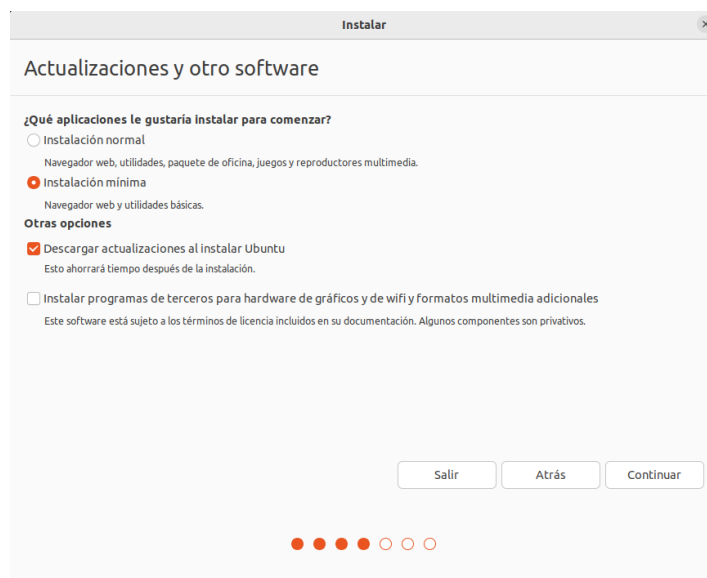 Instalar
Actualizaciones y otro software
¿Qué aplicaciones le gustaría instalar para comenzar?
Instalación normal
Navegador web, utilidades, paquete de oficina, juegos y reproductores multimedia.
Instalación mínima
Navegador web y utilidades básicas.
Otras opciones
Descargar actualizaciones al instalar Ubuntu
Esto ahorrará tiempo después de la instalación.
Instalar programas de terceros para hardware de gráficos y de wifi y formatos multimedia adicionales
Este software está sujeto a los términos de licencia incluidos en su documentación. Algunos componentes son privativos.
Salir Atrás Continuar